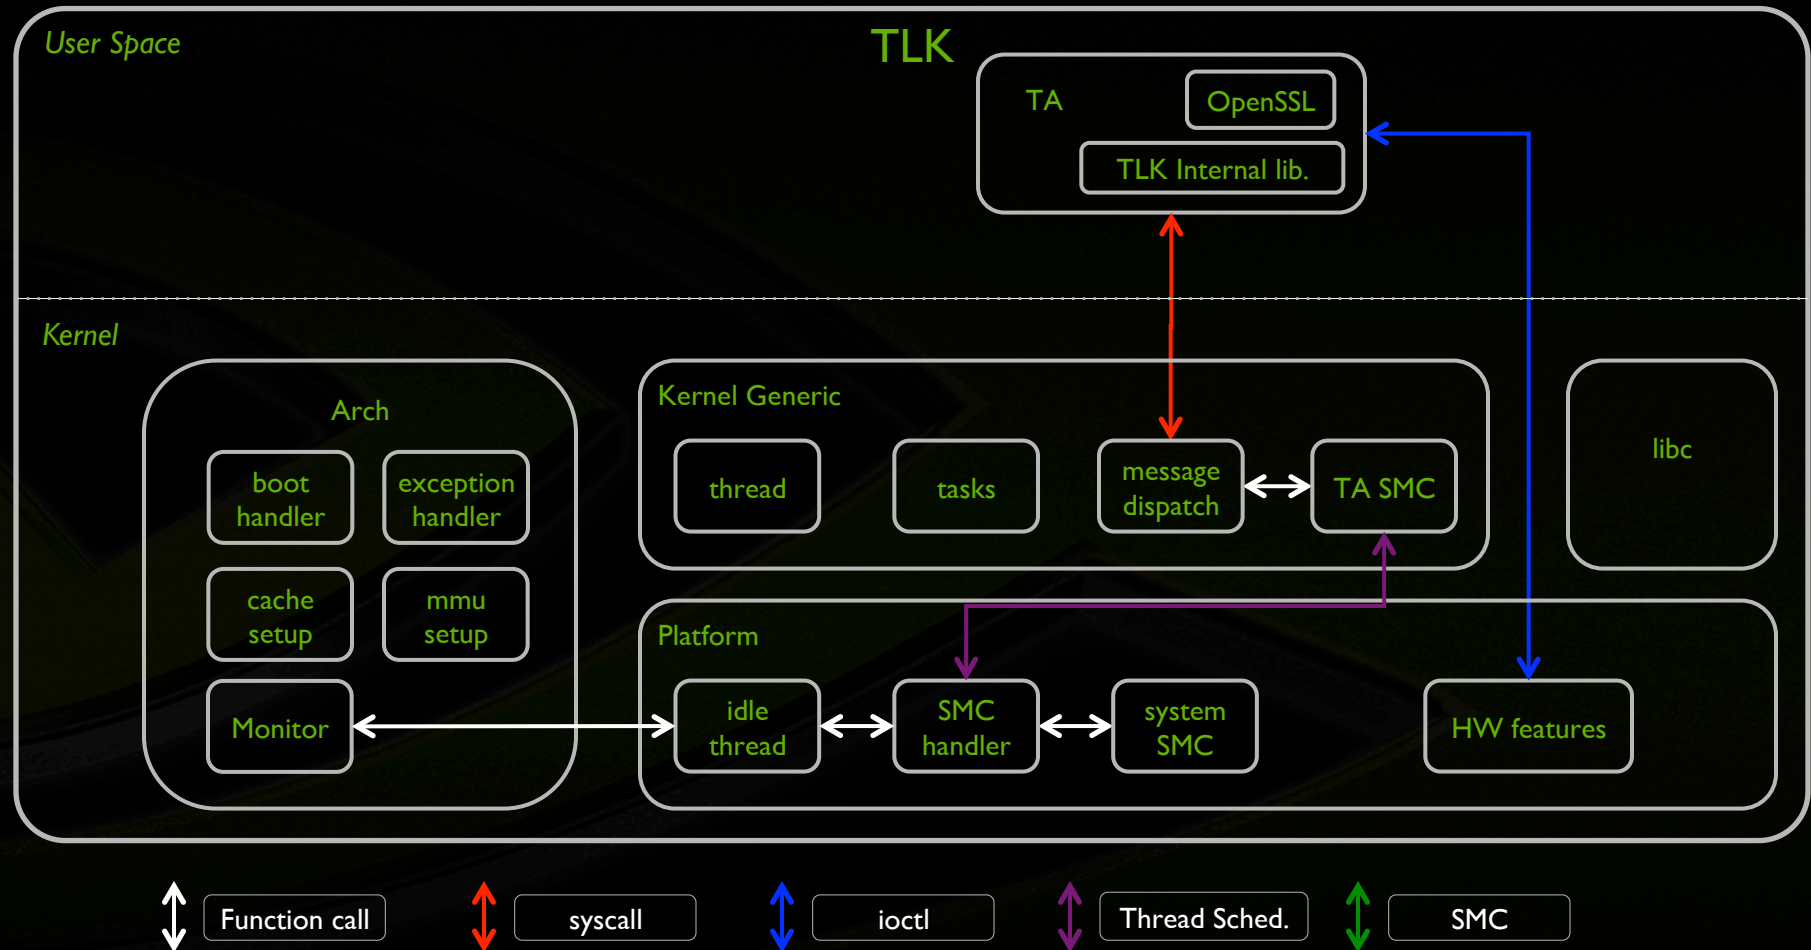 User Space
TLK
TA
OpenSSL
TLK Internal lib.
Kernel
Arch
boot
handler
exception
handler
cache
setup
mmu
setup
Monitor
Kernel Generic
thread
tasks
message
dispatch
TA SMC
libc
Platform
idle
thread
SMC
handler
system
SMC
HW features
Function call
syscall
ioctl
Thread Sched.
SMC